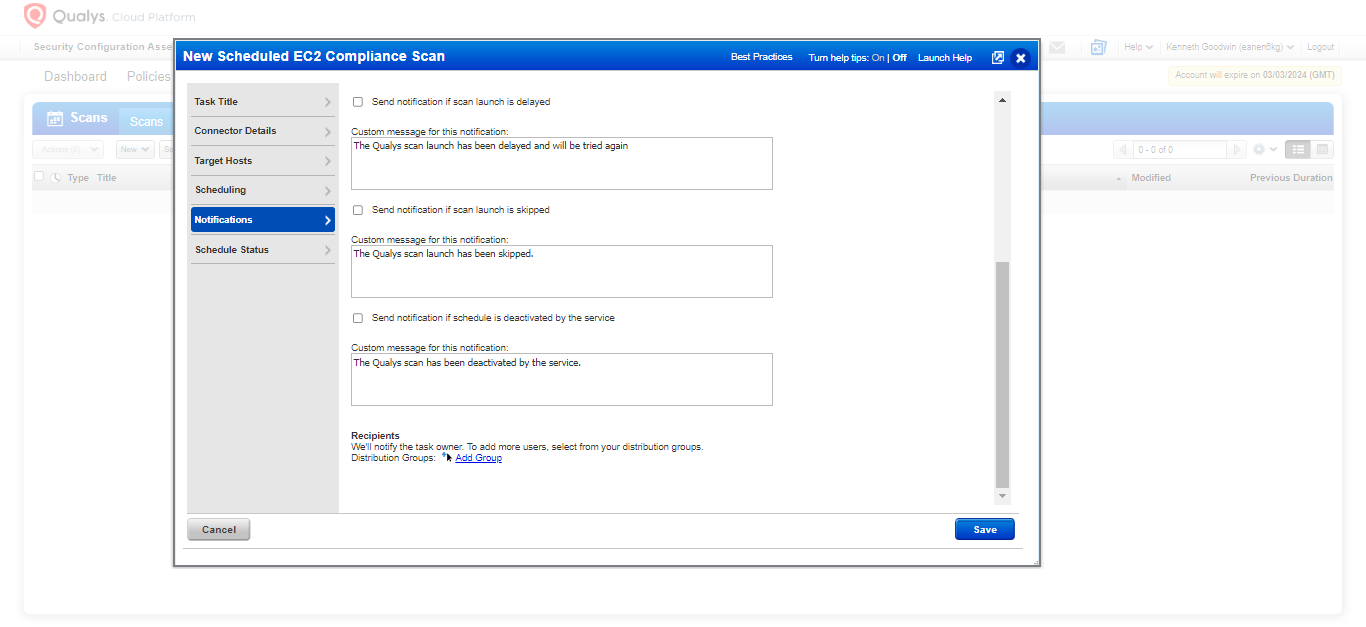 Qualys. Cloud Platform
Security Configuration Asse
Help
Kenneth Goodwin (eanen6kg)
Logout
Dashboard
Policies
Account will expire on 03/03/2024 (GMT)
Scans
Scans
Actions (0)
New
Se
0 - 0 of 0
Type
Title
Modified
Previous Duration
New Scheduled EC2 Compliance Scan
Best Practices
Turn help tips: On | Off
Launch Help
Task Title
Connector Details
Target Hosts
Scheduling
Notifications
Schedule Status
Send notification if scan launch is delayed
Custom message for this notification:
The Qualys scan launch has been delayed and will be tried again
Send notification if scan launch is skipped
Custom message for this notification:
The Qualys scan launch has been skipped.
Send notification if schedule is deactivated by the service
Custom message for this notification:
The Qualys scan has been deactivated by the service.
Recipients
We'll notify the task owner. To add more users, select from your distribution groups.
Distribution Groups: Add Group
Cancel
Save